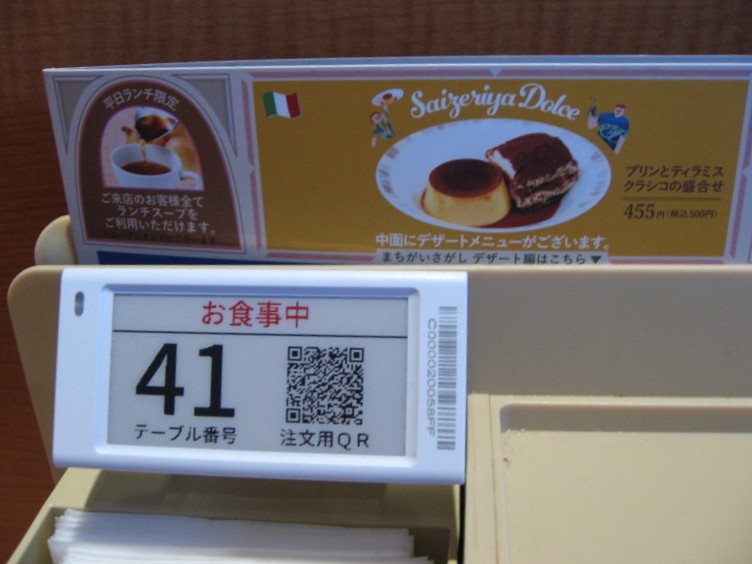 平日ランチ限定
ご来店のお客様全て
ランチスープを
ご利用いただけます。
Saizeriya Dolce
プリンとティラミス
クラシコの盛合せ
455円(税込500円)
中面にデザートメニューがございます。
まちがいさがし デザート編はこちら▼
お食事中
41
テーブル番号
注文用QR
C000020058FF